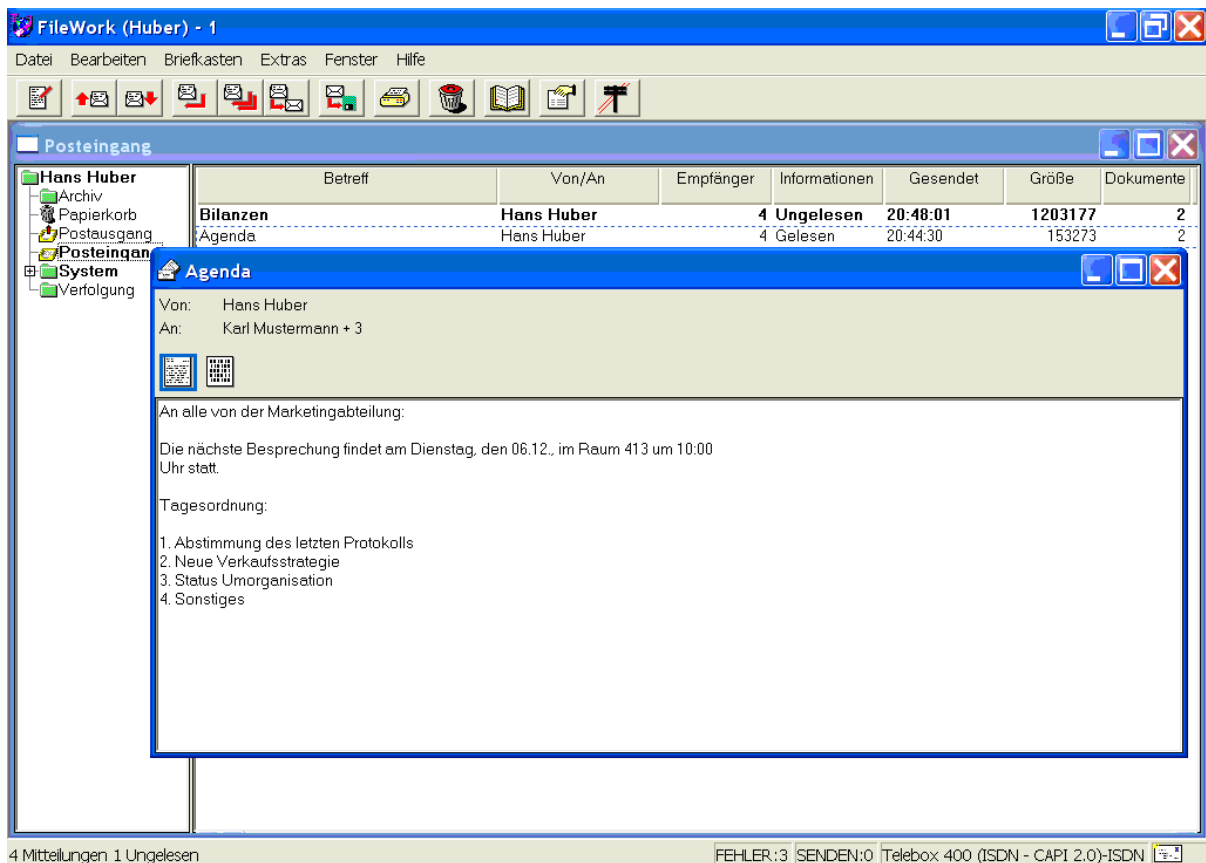 FileWork (Huber) - 1
Datei Bearbeiten Briefkasten Extras Fenster Hilfe
Posteingang
Hans Huber
Archiv
Papierkorb
Postausgang
Posteingan
System
Verfolgung
Betreff Von/An Empfänger Informationen Gesendet Größe Dokumente
Bilanzen Hans Huber 4 Ungelesen 20:48:01 1203177 2
Agenda Hans Huber 4 Gelesen 20:44:30 153273 2
Agenda
Von: Hans Huber
An: Karl Mustermann + 3
An alle von der Marketingabteilung:
Die nächste Besprechung findet am Dienstag, den 06.12., im Raum 413 um 10:00
Uhr statt.
Tagesordnung:
1. Abstimmung des letzten Protokolls
2. Neue Verkaufsstrategie
3. Status Umorganisation
4. Sonstiges
4 Mitteilungen 1 Ungelesen FEHLER:3 SENDEN:0 Telebox 400 (ISDN - CAPI 2.0)-ISDN